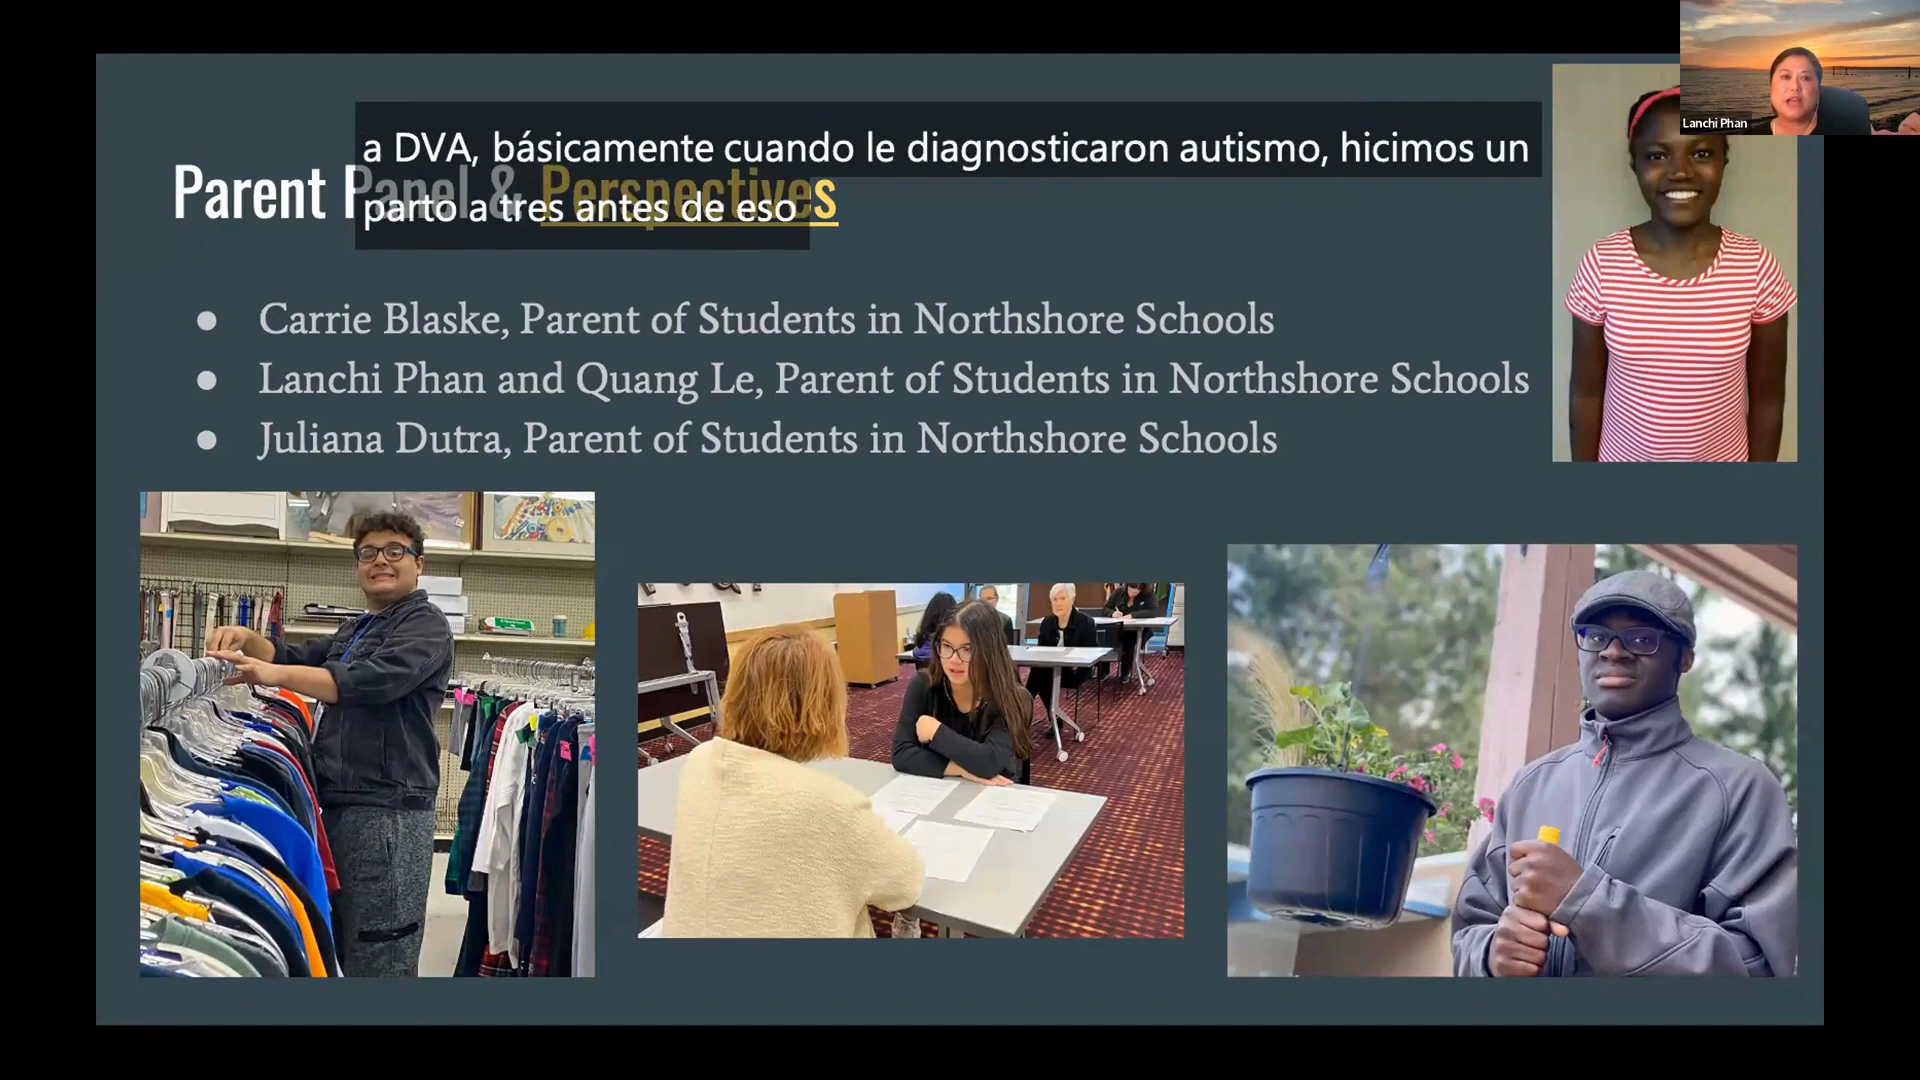 Lanchi Phan
a DVA, básicamente cuando le diagnosticaron autismo, hicimos un
parto a tres antes de eso
Parent Panel & Perspectives
● Carrie Blaske, Parent of Students in Northshore Schools
● Lanchi Phan and Quang Le, Parent of Students in Northshore Schools
● Juliana Dutra, Parent of Students in Northshore Schools